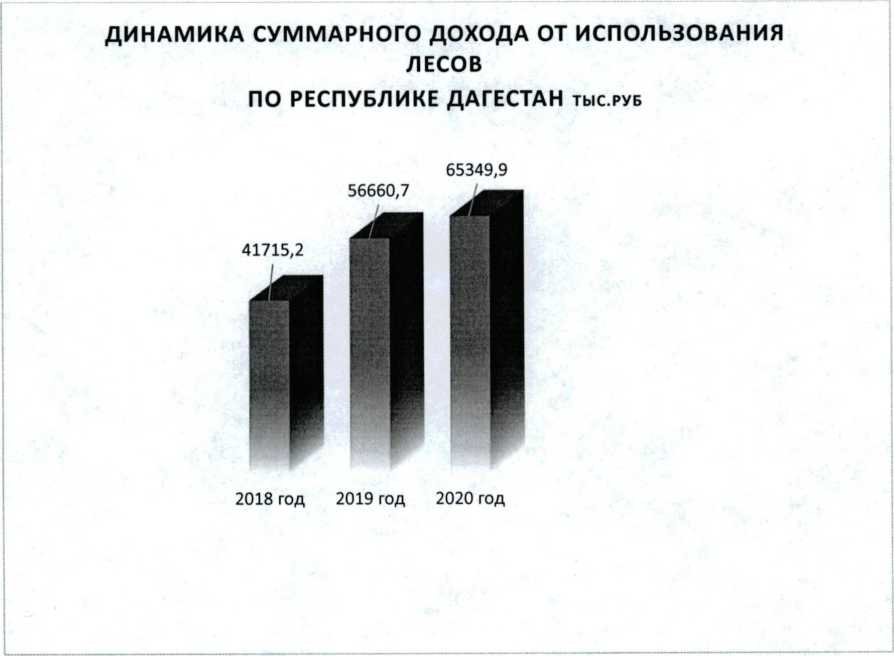 ДИНАМИКА СУММАРНОГО ДОХОДА ОТ ИСПОЛЬЗОВАНИЯ
ЛЕСОВ
ПО РЕСПУБЛИКЕ ДАГЕСТАН ТЫС.РУБ
65349,9
56660,7
41715,2
2018 год 2019 год 2020 год